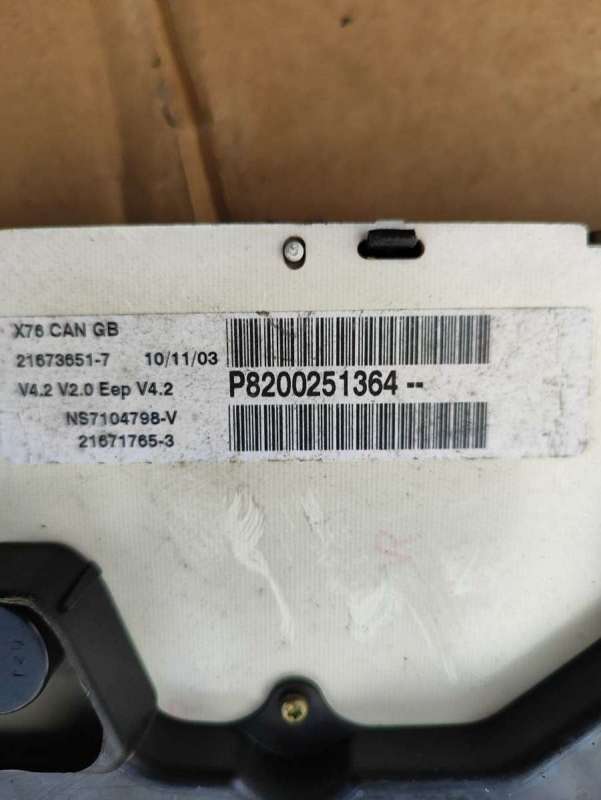 X76 CAN GB
21673651-7 10/11/03
V4.2 V2.0 Eep V4.2
P8200251364 --
NS7104798-V
21671765-3
R